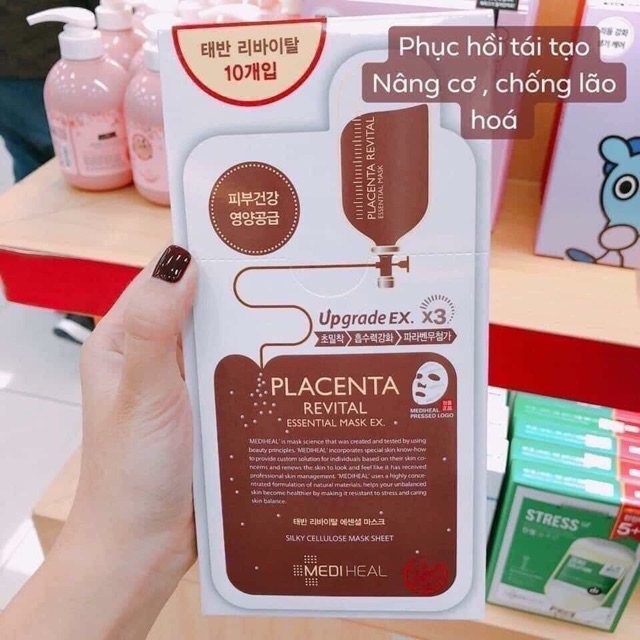 태반 리바이탈
10개입
Phục hồi tái tạo
Nâng cơ , chống lão
hoá
피부건강
영양공급
PLACENTA REVITAL
ESSENTIAL MASK
Upgrade EX. X3
초밀착 흡수력강화 파라벤무첨가
PLACENTA
REVITAL
ESSENTIAL MASK EX.
MEDIHEAL
PRESSED LOGO
MEDIHEAL' is mask science that was created and tested by using
beauty principles. 'MEDIHEAL' incorporates special skin know-how
to provide custom solution for individuals based on their skin con-
cerns and renews the skin to look and feel like it has received
professional skin management. 'MEDIHEAL' uses a highly conce-
ntrated formulation of natural materials, helps your unbalanced
skin become healthier by making it resistant to stress and caring
skin balance.
태반 리바이탈 에센셜 마스크
SILKY CELLULOSE MASK SHEET
MEDIHEAL
STRESS
5+